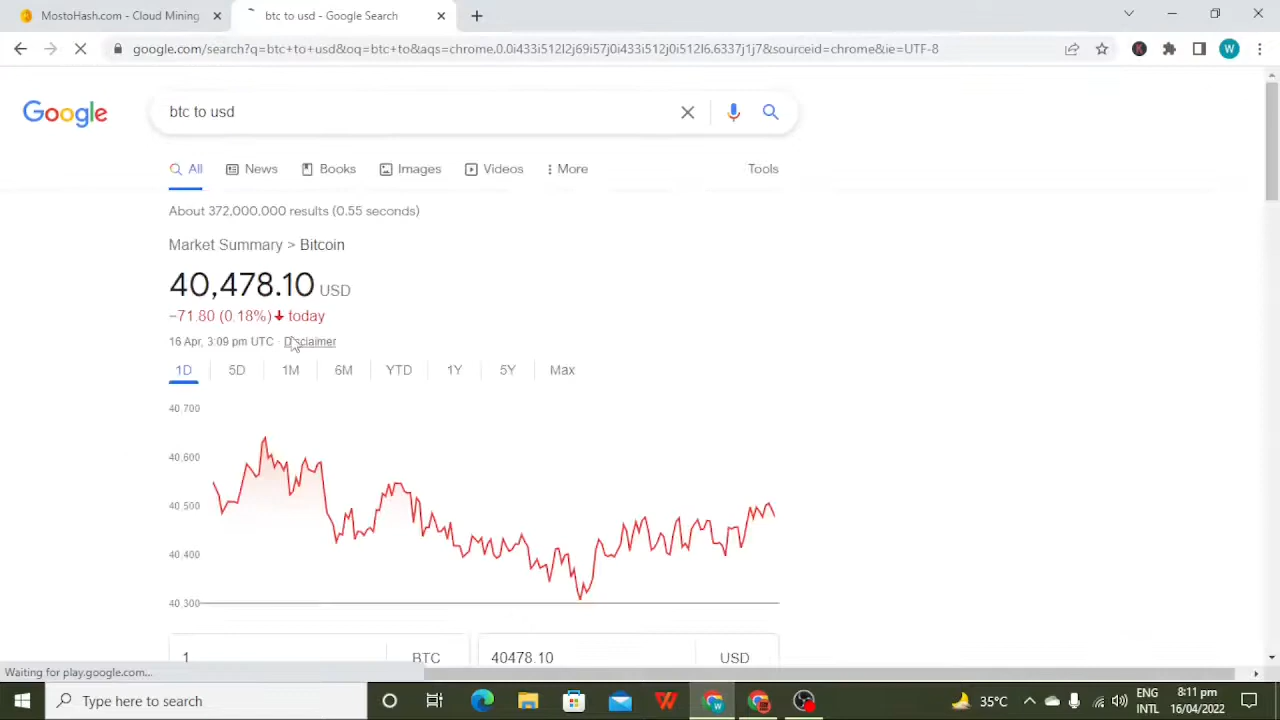 MostoHash.com - Cloud Mining
btc to usd - Google Search
google.com/search?q=btc+to+usd&oq=btc+to&aqs=chrome.0.0i433i512l2j69i57j0i433i512j0i512l6.6337j1j7&sourceid=chrome&ie=UTF-8
W
Google
btc to usd
All
News
Books
Images
Videos
More
Tools
About 372,000,000 results (0.55 seconds)
Market Summary > Bitcoin
40,478.10 USD
−71.80 (0.18%) today
16 Apr, 3:09 pm UTC · Disclaimer
1D
5D
1M
6M
YTD
1Y
5Y
Max
40,700
40,600
40,500
40,400
40,300
1
BTC
40478.10
USD
Waiting for play.google.com...
Type here to search
35°C
ENG
INTL
8:11 pm
16/04/2022